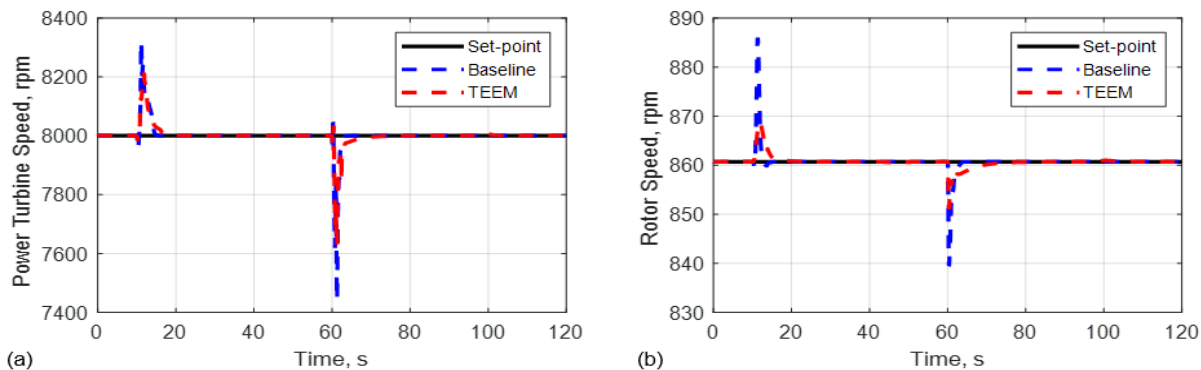 8400
8200
8000
7800
7600
7400
Power Turbine Speed, rpm
0 20 40 60 80 100 120
Time, s
Set-point
Baseline
TEEM
(a)
890
880
870
860
850
840
830
Rotor Speed, rpm
0 20 40 60 80 100 120
Time, s
Set-point
Baseline
TEEM
(b)